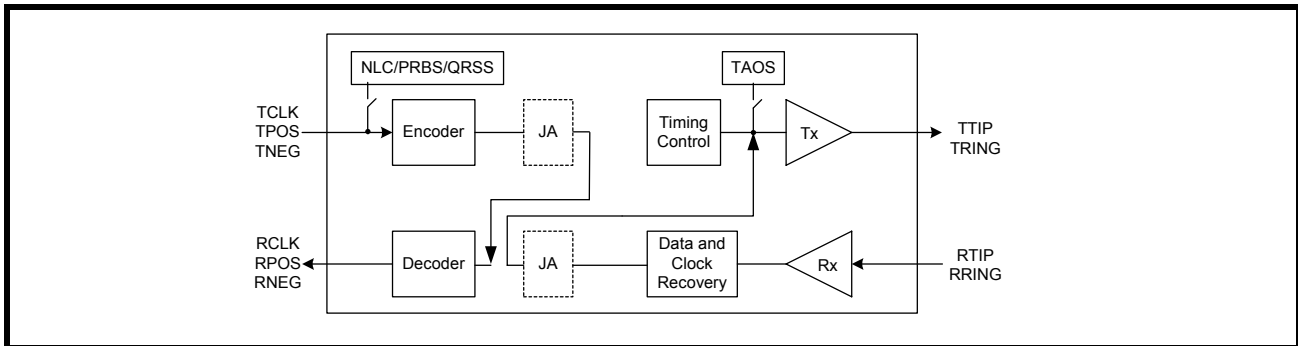 NLC/PRBS/QRSS
TAOS
TCLK
TPOS
TNEG
Encoder
JA
Timing
Control
Tx
TTIP
TRING
RCLK
RPOS
RNEG
Decoder
JA
Data and
Clock
Recovery
Rx
RTIP
RRING